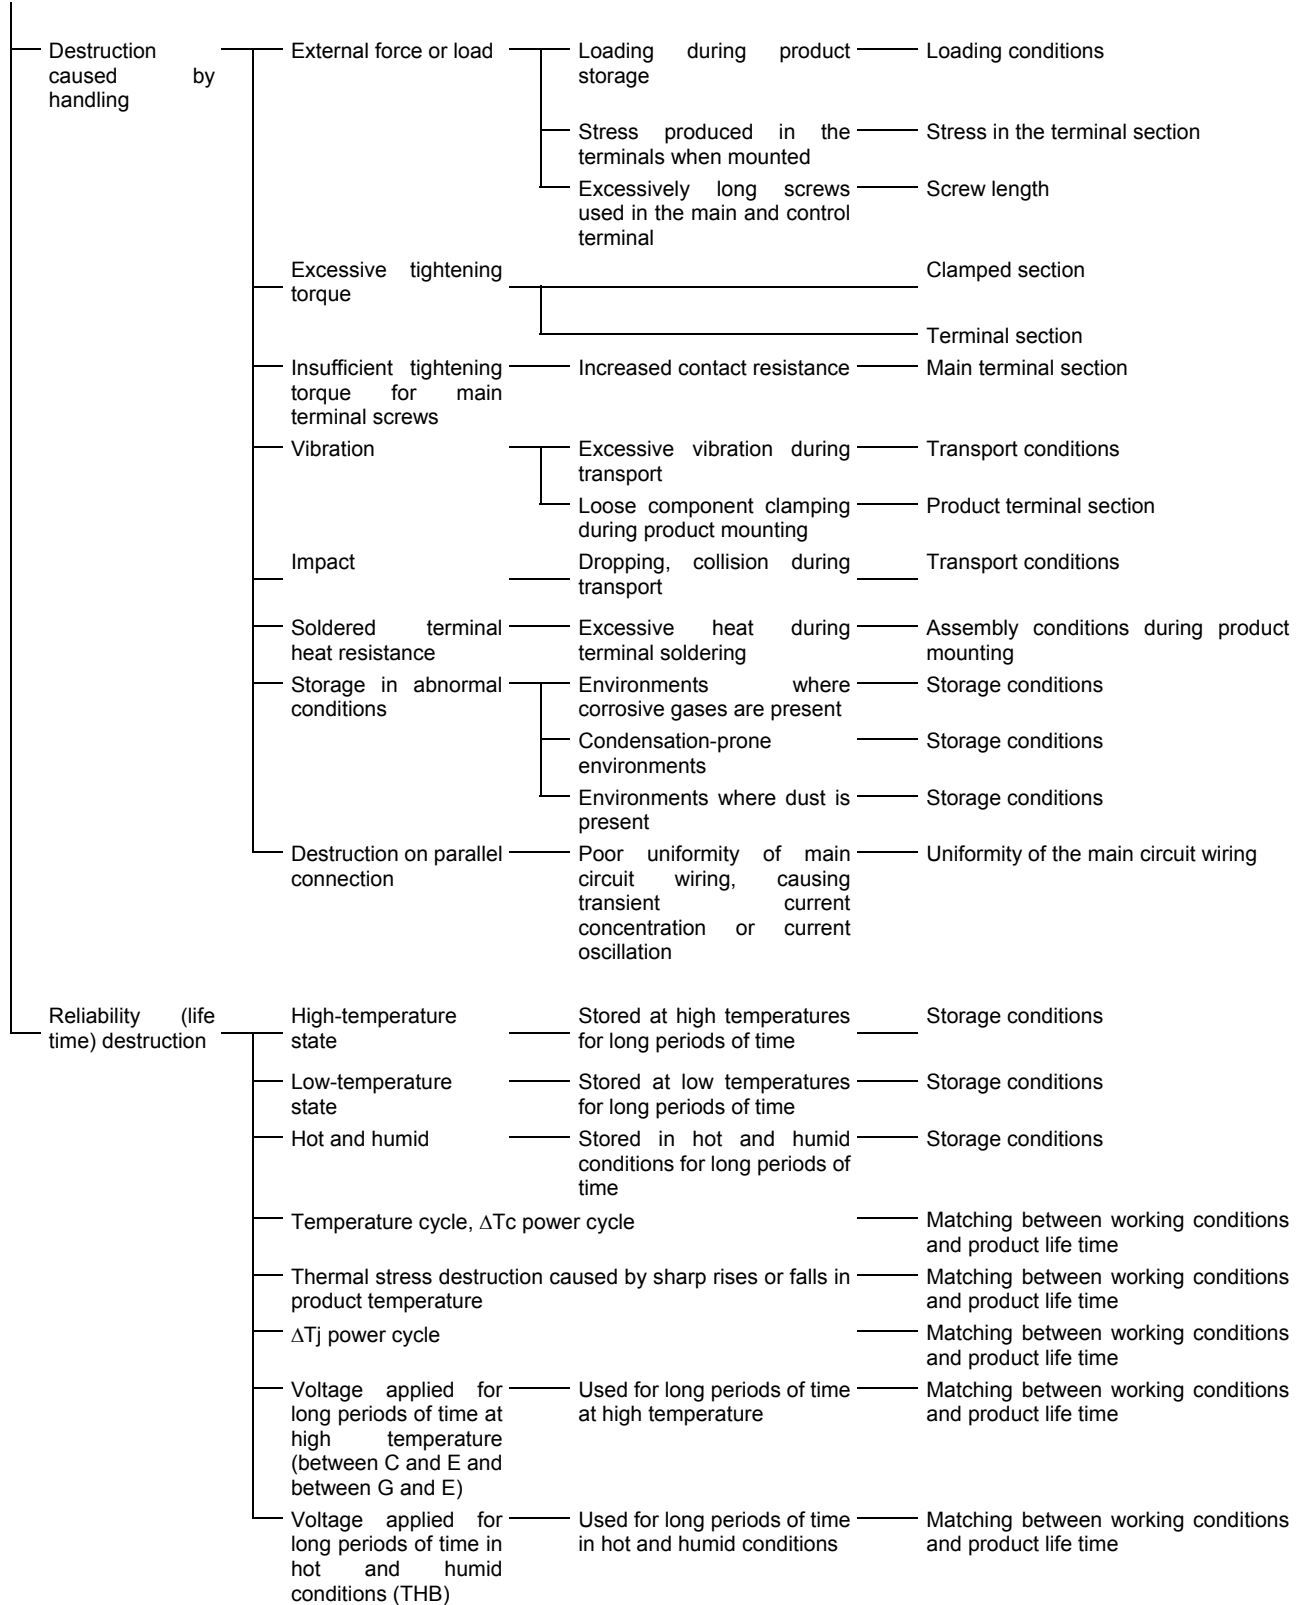 Destruction
caused by
handling
External force or load
Loading during product
storage
Loading conditions
Stress produced in the
terminals when mounted
Stress in the terminal section
Excessively long screws
used in the main and control
terminal
Screw length
Excessive tightening
torque
Clamped section
Terminal section
Insufficient tightening
torque for main
terminal screws
Increased contact resistance
Main terminal section
Vibration
Excessive vibration during
transport
Transport conditions
Loose component clamping
during product mounting
Product terminal section
Impact
Dropping, collision during
transport
Transport conditions
Soldered terminal
heat resistance
Excessive heat during
terminal soldering
Assembly conditions during product
mounting
Storage in abnormal
conditions
Environments where
corrosive gases are present
Storage conditions
Condensation-prone
environments
Storage conditions
Environments where dust is
present
Storage conditions
Destruction on parallel
connection
Poor uniformity of main
circuit wiring, causing
transient current
concentration or current
oscillation
Uniformity of the main circuit wiring
Reliability (life
time) destruction
High-temperature
state
Stored at high temperatures
for long periods of time
Storage conditions
Low-temperature
state
Stored at low temperatures
for long periods of time
Storage conditions
Hot and humid
Stored in hot and humid
conditions for long periods of
time
Storage conditions
Temperature cycle, ΔTc power cycle
Matching between working conditions
and product life time
Thermal stress destruction caused by sharp rises or falls in
product temperature
Matching between working conditions
and product life time
ΔTj power cycle
Matching between working conditions
and product life time
Voltage applied for
long periods of time at
high temperature
(between C and E and
between G and E)
Used for long periods of time
at high temperature
Matching between working conditions
and product life time
Voltage applied for
long periods of time in
hot and humid
conditions (THB)
Used for long periods of time
in hot and humid conditions
Matching between working conditions
and product life time